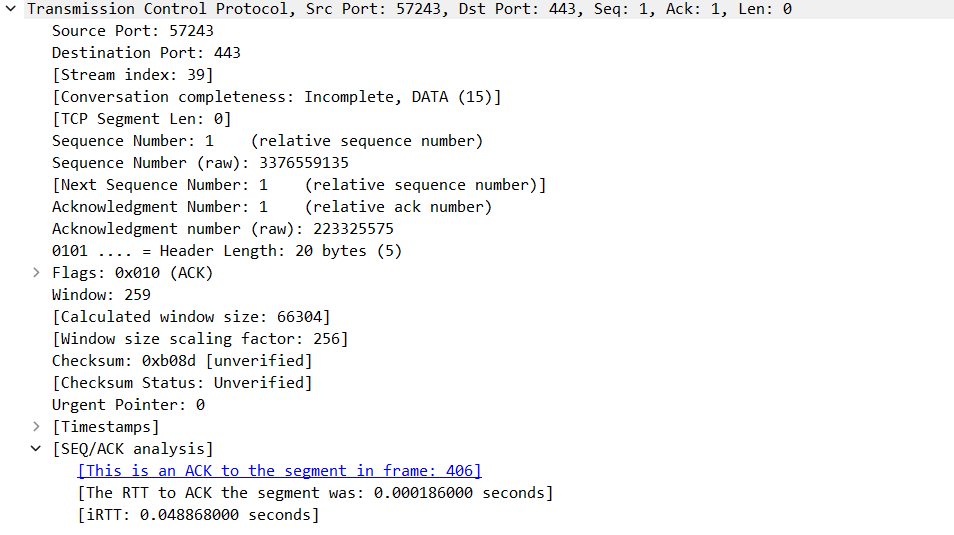 Transmission Control Protocol, Src Port: 57243, Dst Port: 443, Seq: 1, Ack: 1, Len: 0
Source Port: 57243
Destination Port: 443
[Stream index: 39]
[Conversation completeness: Incomplete, DATA (15)]
[TCP Segment Len: 0]
Sequence Number: 1    (relative sequence number)
Sequence Number (raw): 3376559135
[Next Sequence Number: 1    (relative sequence number)]
Acknowledgment Number: 1    (relative ack number)
Acknowledgment number (raw): 223325575
0101 .... = Header Length: 20 bytes (5)
Flags: 0x010 (ACK)
Window: 259
[Calculated window size: 66304]
[Window size scaling factor: 256]
Checksum: 0xb08d [unverified]
[Checksum Status: Unverified]
Urgent Pointer: 0
[Timestamps]
[SEQ/ACK analysis]
[This is an ACK to the segment in frame: 406]
[The RTT to ACK the segment was: 0.000186000 seconds]
[iRTT: 0.048868000 seconds]